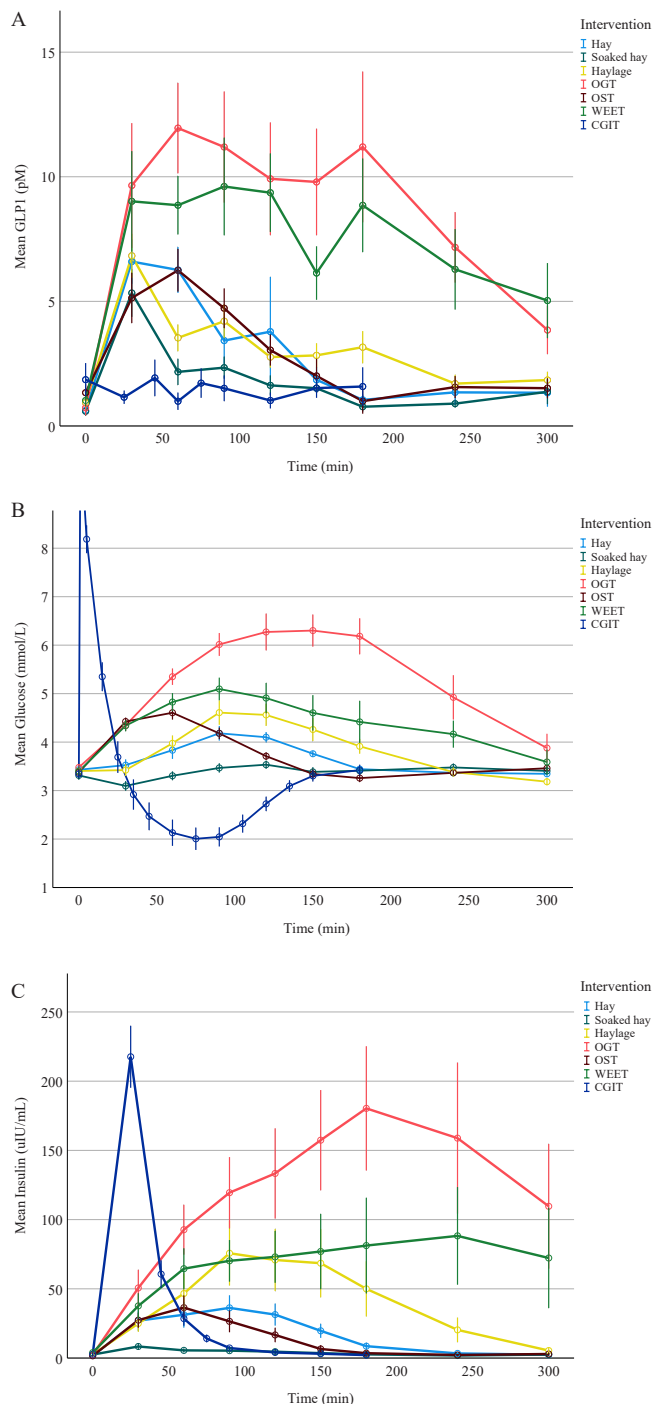 A
Intervention
Hay
Soaked hay
Haylage
OGT
OST
WEET
CGIT
15
10
5
0
Mean GLP1 (pM)
0 50 100 150 200 250 300
Time (min)
B
Intervention
Hay
Soaked hay
Haylage
OGT
OST
WEET
CGIT
8
7
6
5
4
3
2
1
Mean Glucose (mmol/L)
0 50 100 150 200 250 300
Time (min)
C
Intervention
Hay
Soaked hay
Haylage
OGT
OST
WEET
CGIT
250
200
150
100
50
0
Mean Insulin (uIU/mL)
0 50 100 150 200 250 300
Time (min)